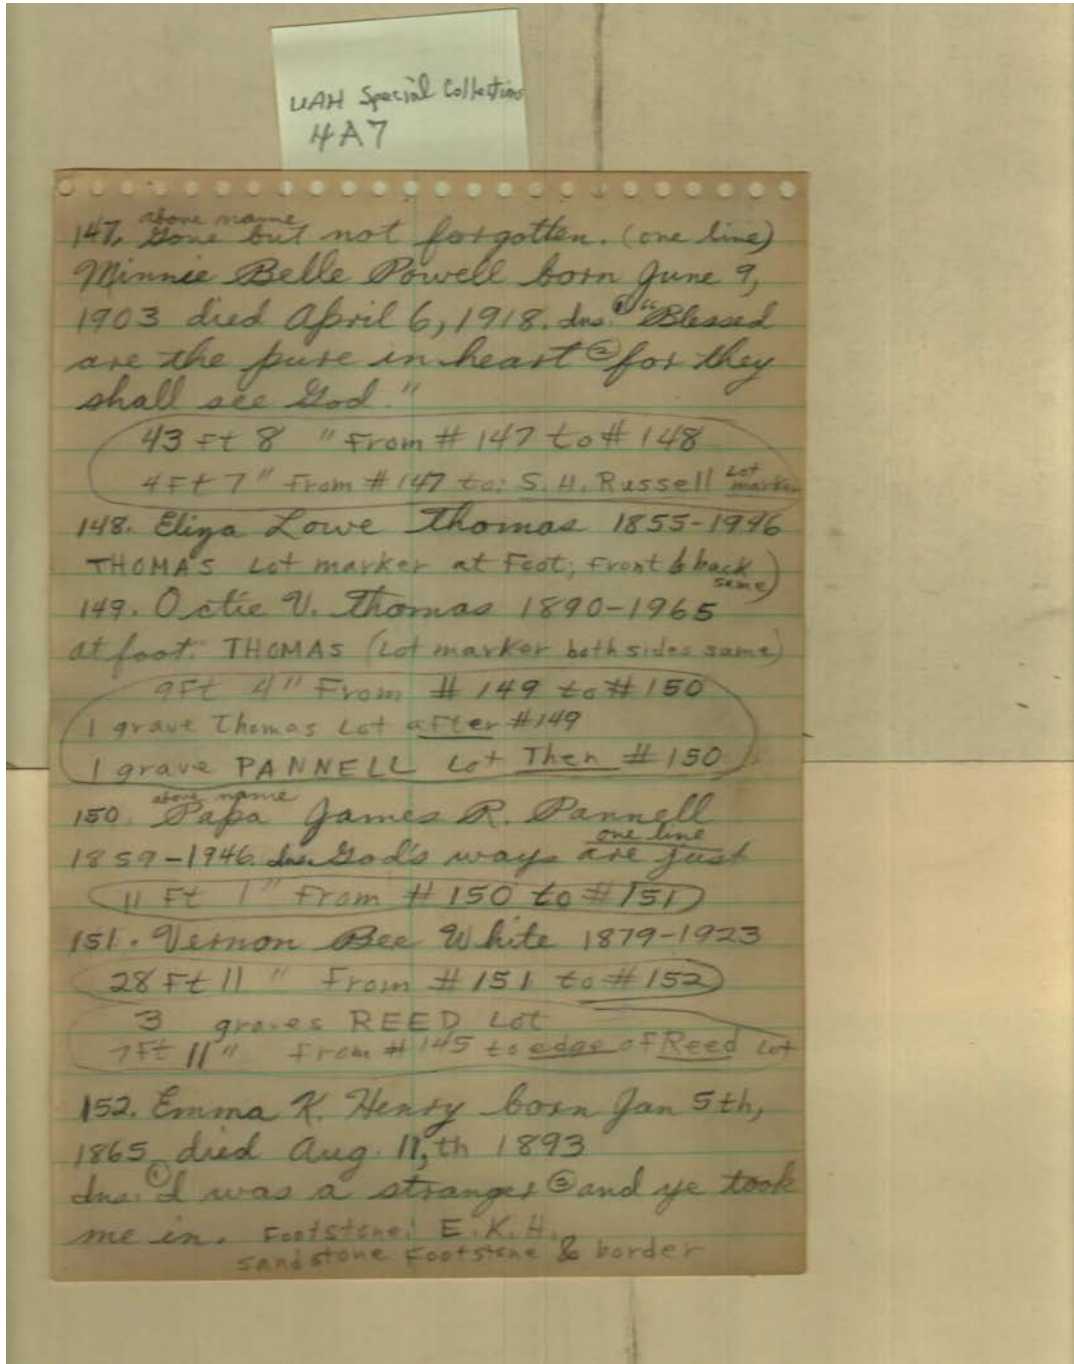 UAH Special Collections
4A7
above name
147. Gone but not forgotten. (one line)
Minnie Belle Powell born June 9,
1903 died April 6, 1918. Ins. ① "Blessed
are the pure in heart ② for they
shall see God."
43 Ft 8 " From # 147 to # 148
4 Ft 7" From # 147 to: S. H. Russell Lot marker
148. Eliza Lowe Thomas 1855-1946
THOMAS Lot marker at Foot; front & back same)
149. Octie V. Thomas 1890-1965
at foot: THOMAS (Lot marker both sides same)
9Ft 4" From # 149 to # 150
1 grave Thomas Lot after #149
1 grave PANNELL Lot Then # 150
above name
150. Papa James R. Pannell
one line
1859-1946. Ins. God's ways are just
11 Ft 1" From # 150 to # 151
151. Vernon Bee White 1879-1923
28 Ft 11 " From # 151 to # 152
3 graves REED Lot
7Ft 11" From # 145 to edge of Reed Lot
152. Emma K. Henry born Jan 5th,
1865 died Aug. 11,th 1893
Ins. ① I was a stranger ② and ye took
me in. Footstone: E.K.H.
sandstone Footstone & border